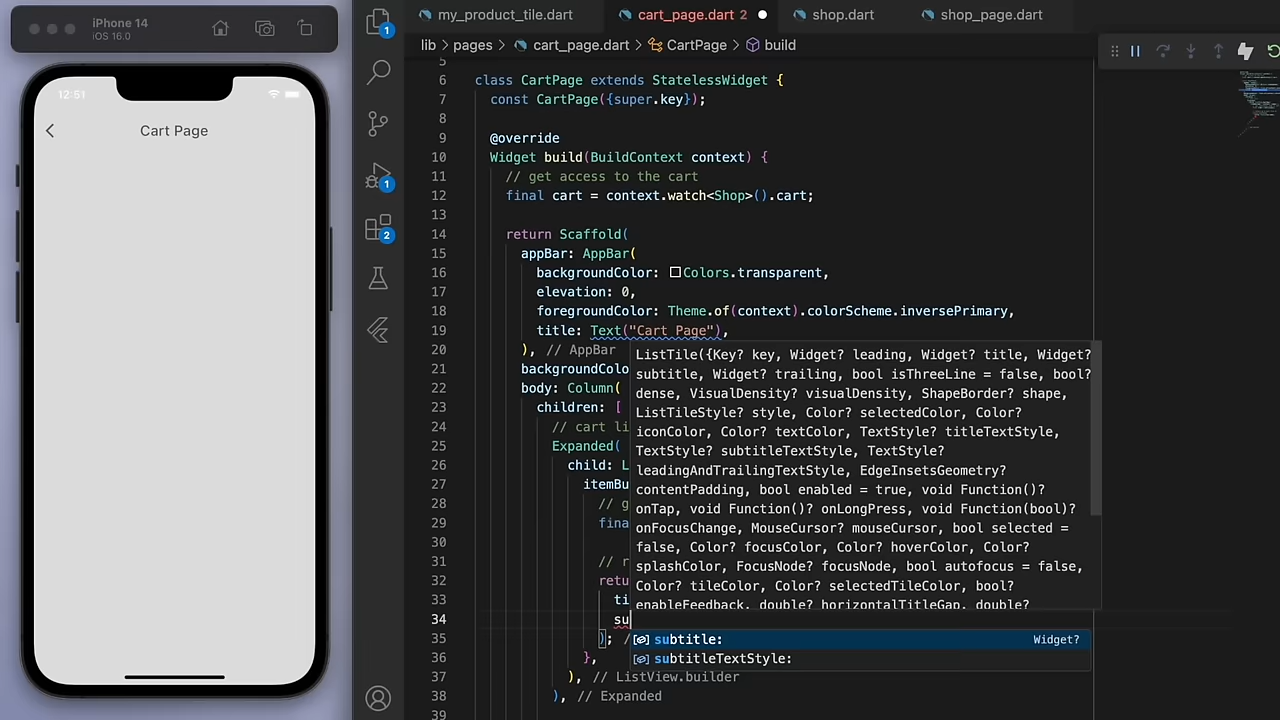 iPhone 14
iOS 16.0
12:51
Cart Page
1
1
2
my_product_tile.dart
cart_page.dart 2
shop.dart
shop_page.dart
lib > pages > cart_page.dart > CartPage > build
5
6 class CartPage extends StatelessWidget {
7 const CartPage({super.key});
8
9 @override
10 Widget build(BuildContext context) {
11 // get access to the cart
12 final cart = context.watch<Shop>().cart;
13
14 return Scaffold(
15 appBar: AppBar(
16 backgroundColor: Colors.transparent,
17 elevation: 0,
18 foregroundColor: Theme.of(context).colorScheme.inversePrimary,
19 title: Text("Cart Page"),
20 ), // AppBar
21 backgroundColo
22 body: Column(
23 children: [
24 // cart li
25 Expanded(
26 child: L
27 itemBu
28 // g
29 fina
30
31 // r
32 retu
33 ti
34 su
35 ); /
36 },
37 ), // ListView.builder
38 ), // Expanded
39
ListTile({Key? key, Widget? leading, Widget? title, Widget?
subtitle, Widget? trailing, bool isThreeLine = false, bool?
dense, VisualDensity? visualDensity, ShapeBorder? shape,
ListTileStyle? style, Color? selectedColor, Color?
iconColor, Color? textColor, TextStyle? titleTextStyle,
TextStyle? subtitleTextStyle, TextStyle?
leadingAndTrailingTextStyle, EdgeInsetsGeometry?
contentPadding, bool enabled = true, void Function()?
onTap, void Function()? onLongPress, void Function(bool)?
onFocusChange, MouseCursor? mouseCursor, bool selected =
false, Color? focusColor, Color? hoverColor, Color?
splashColor, FocusNode? focusNode, bool autofocus = false,
Color? tileColor, Color? selectedTileColor, bool?
enableFeedback, double? horizontalTitleGap, double?
subtitle: Widget?
subtitleTextStyle: